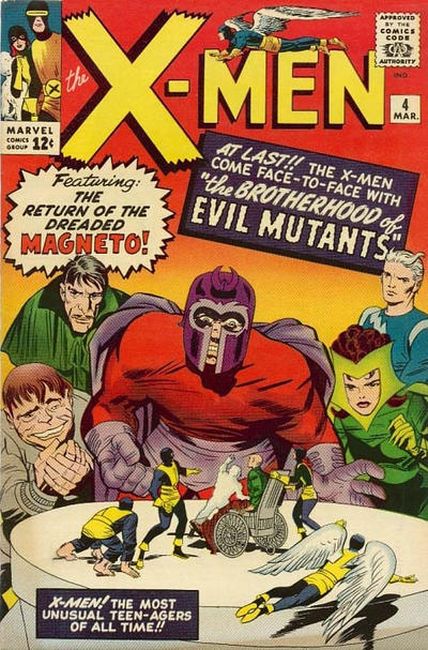 the
X-MEN
APPROVED
BY THE
COMICS
CODE
CA
AUTHORITY
IND.
4
MAR.
MARVEL
COMICS
GROUP 12¢
AT LAST!! THE X-MEN
COME FACE-TO-FACE WITH
"the BROTHERHOOD of
EVIL MUTANTS"
Featuring:
THE
RETURN OF THE
DREADED
MAGNETO!
X-MEN! THE MOST
UNUSUAL TEEN-AGERS
OF ALL TIME!!